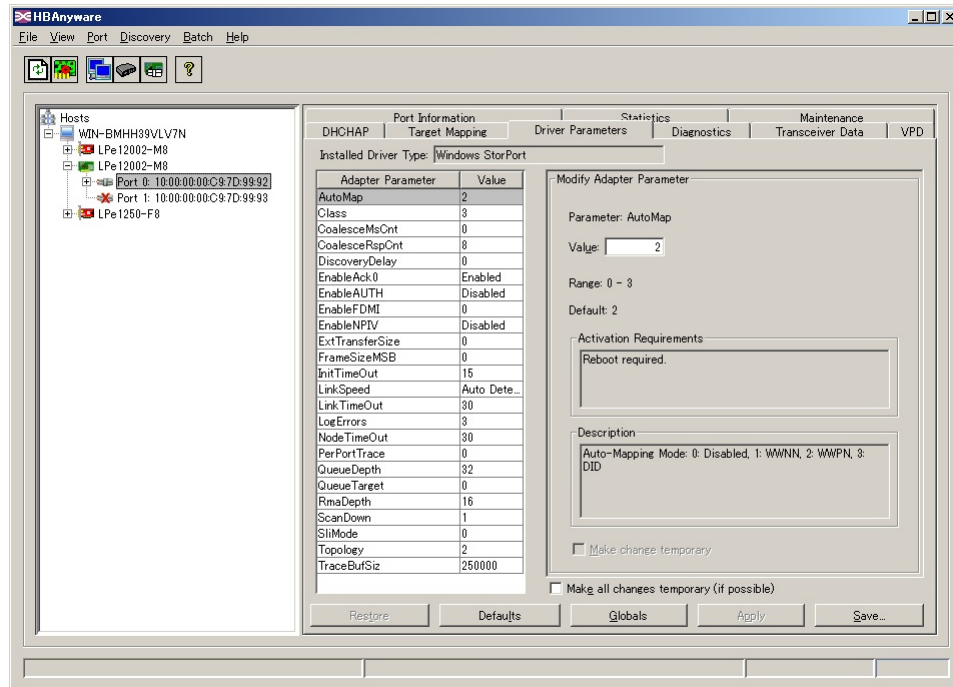 HBAnyware
File View Port Discovery Batch Help
Hosts
WIN-BMHH39VLV7N
LPe12002-M8
LPe12002-M8
Port 0: 10:00:00:00:C9:7D:99:92
Port 1: 10:00:00:00:C9:7D:99:93
LPe1250-F8
Port Information Statistics Maintenance
DHCHAP Target Mapping Driver Parameters Diagnostics Transceiver Data VPD
Installed Driver Type: Windows StorPort
Adapter Parameter Value
AutoMap 2
Class 3
CoalesceMsCnt 0
CoalesceRspCnt 8
DiscoveryDelay 0
EnableAck0 Enabled
EnableAUTH Disabled
EnableFDMI 0
EnableNPIV Disabled
ExtTransferSize 0
FrameSizeMSB 0
InitTimeOut 15
LinkSpeed Auto Dete...
LinkTimeOut 30
LogErrors 3
NodeTimeOut 30
PerPortTrace 0
QueueDepth 32
QueueTarget 0
RmaDepth 16
ScanDown 1
SliMode 0
Topology 2
TraceBufSiz 250000
Modify Adapter Parameter
Parameter: AutoMap
Value: 2
Range: 0 - 3
Default: 2
Activation Requirements
Reboot required.
Description
Auto-Mapping Mode: 0: Disabled, 1: WWNN, 2: WWPN, 3:
DID
Make change temporary
Make all changes temporary (if possible)
Restore Defaults Globals Apply Save...